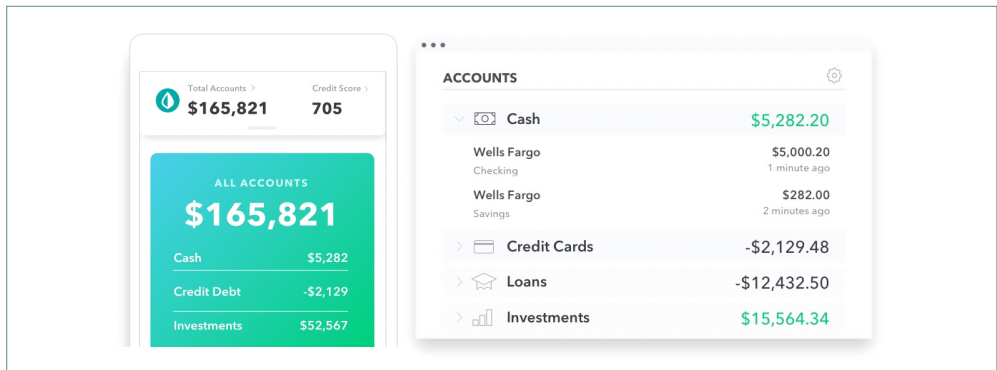 Total Accounts
Credit Score
$165,821
705
ALL ACCOUNTS
$165,821
Cash $5,282
Credit Debt -$2,129
Investments $52,567
ACCOUNTS
Cash $5,282.20
Wells Fargo $5,000.20
Checking 1 minute ago
Wells Fargo $282.00
Savings 2 minutes ago
Credit Cards -$2,129.48
Loans -$12,432.50
Investments $15,564.34